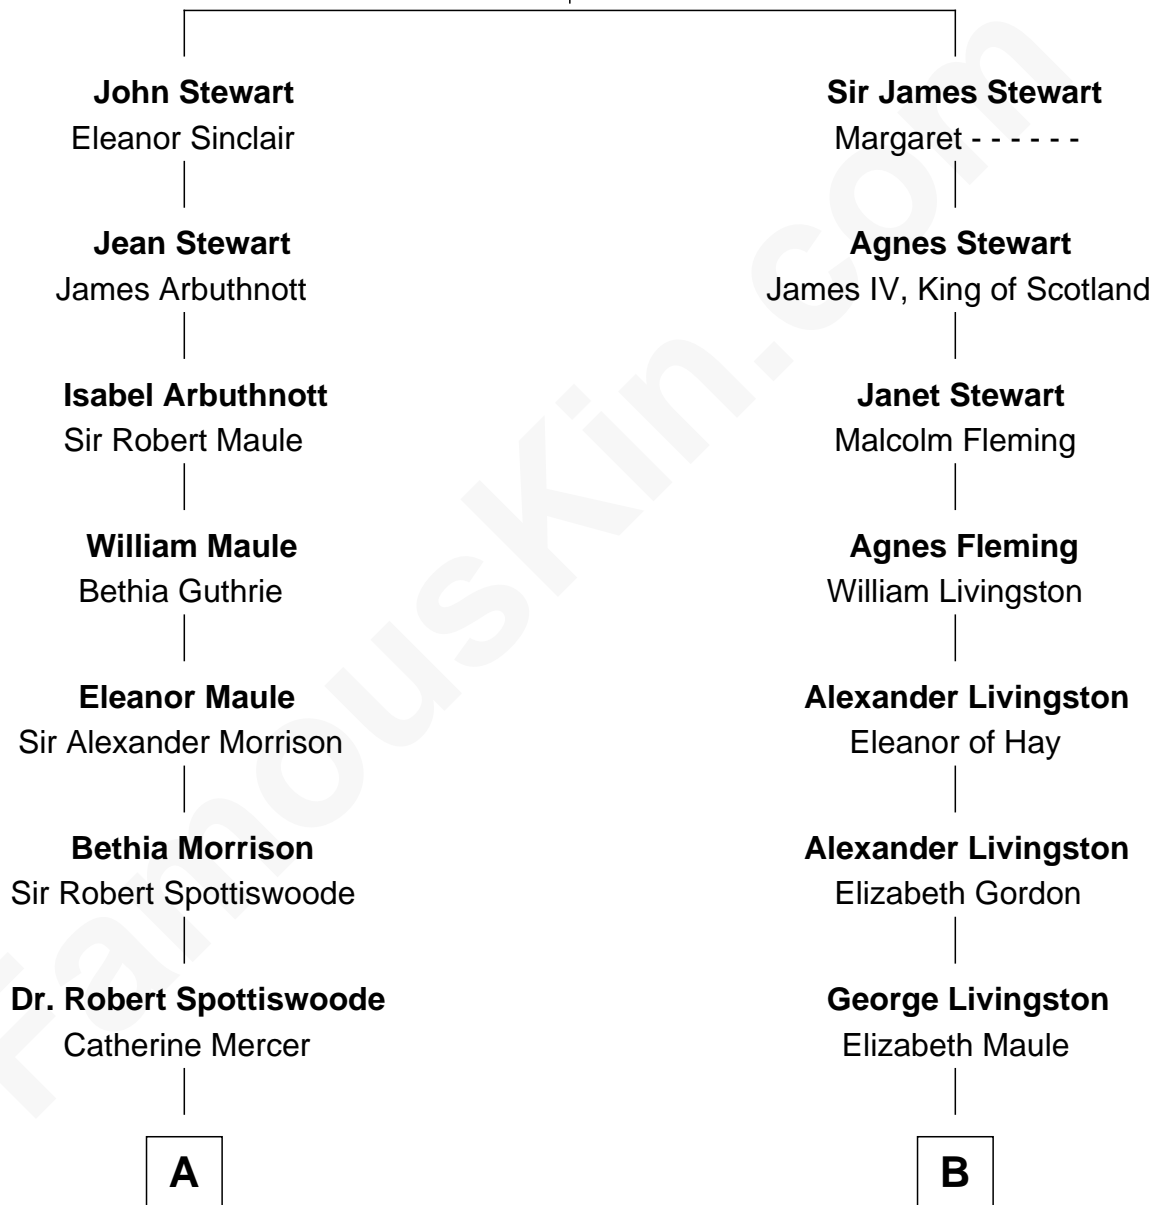 John Stewart
Eleanor Sinclair
Jean Stewart
James Arbuthnott
Isabel Arbuthnott
Sir Robert Maule
William Maule
Bethia Guthrie
Eleanor Maule
Sir Alexander Morrison
Bethia Morrison
Sir Robert Spottiswoode
Dr. Robert Spottiswoode
Catherine Mercer
A
Sir James Stewart
Margaret - - - - - -
Agnes Stewart
James IV, King of Scotland
Janet Stewart
Malcolm Fleming
Agnes Fleming
William Livingston
Alexander Livingston
Eleanor of Hay
Alexander Livingston
Elizabeth Gordon
George Livingston
Elizabeth Maule
B
FamousKin.com